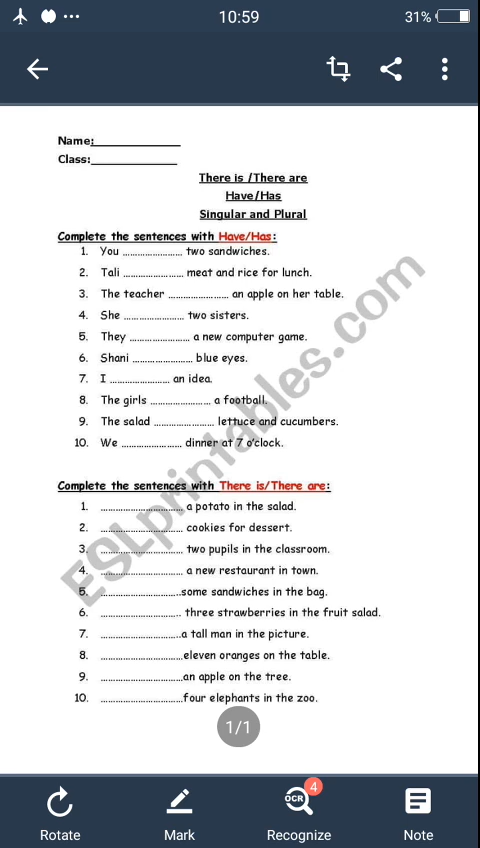 10:59
31%
Name:_______________
Class:______________
There is /There are
Have/Has
Singular and Plural
Complete the sentences with Have/Has:
1. You ........................ two sandwiches.
2. Tali ........................ meat and rice for lunch.
3. The teacher ........................ an apple on her table.
4. She ........................ two sisters.
5. They ........................ a new computer game.
6. Shani ........................ blue eyes.
7. I ........................ an idea.
8. The girls ........................ a football.
9. The salad ........................ lettuce and cucumbers.
10. We ........................ dinner at 7 o'clock.
Complete the sentences with There is/There are:
1. ................................. a potato in the salad.
2. ................................. cookies for dessert.
3. ................................. two pupils in the classroom.
4. ................................. a new restaurant in town.
5. .................................some sandwiches in the bag.
6. ................................. three strawberries in the fruit salad.
7. .................................a tall man in the picture.
8. .................................eleven oranges on the table.
9. .................................an apple on the tree.
10. .................................four elephants in the zoo.
ESLprintables.com
1/1
OCR
4
Rotate
Mark
Recognize
Note